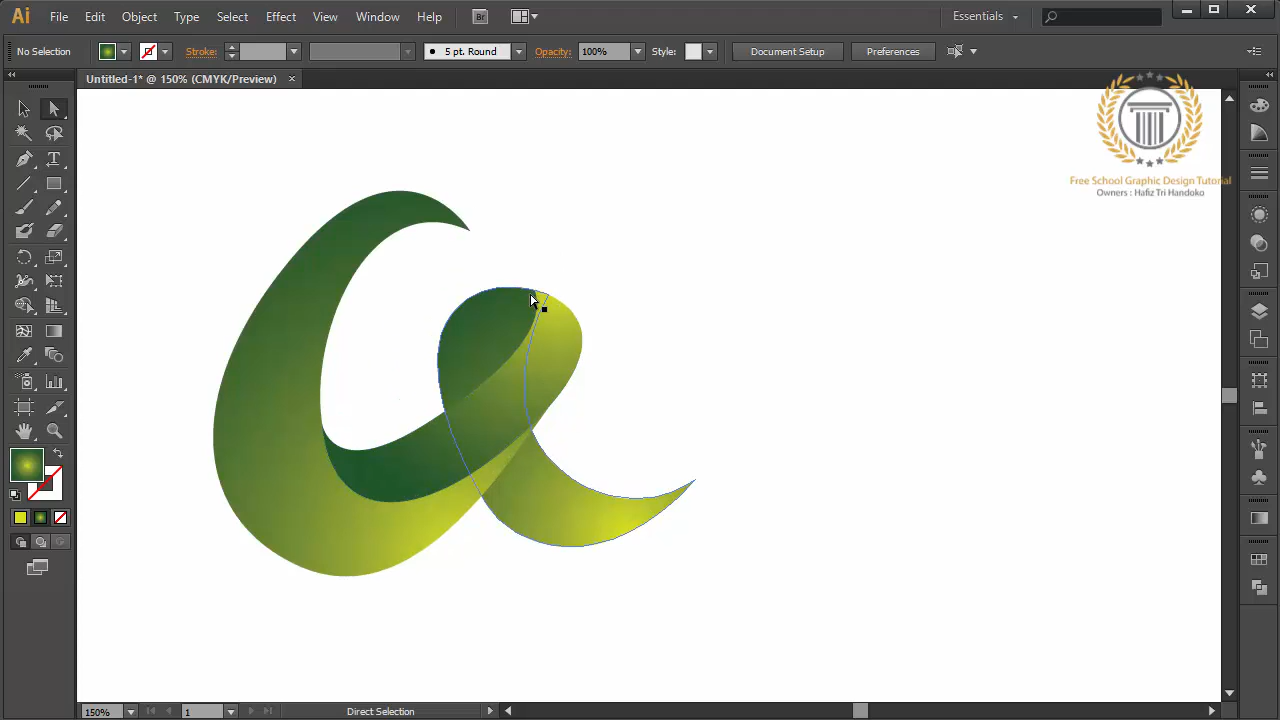 Ai File Edit Object Type Select Effect View Window Help Br Essentials
No Selection Stroke: 5 pt. Round Opacity: 100% Style: Document Setup Preferences
Untitled-1* @ 150% (CMYK/Preview)
Free School Graphic Design Tutorial
Owners : Hafiz Tri Handoko
150% 1 Direct Selection